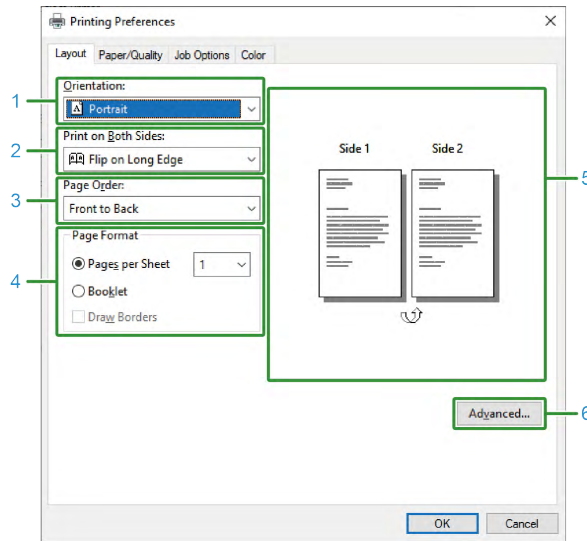 Printing Preferences
Layout Paper/Quality Job Options Color
Orientation:
1
Portrait
Print on Both Sides:
2
Flip on Long Edge
Side 1 Side 2
5
Page Order:
3
Front to Back
Page Format
Pages per Sheet 1
4
Booklet
Draw Borders
Advanced...
6
OK Cancel